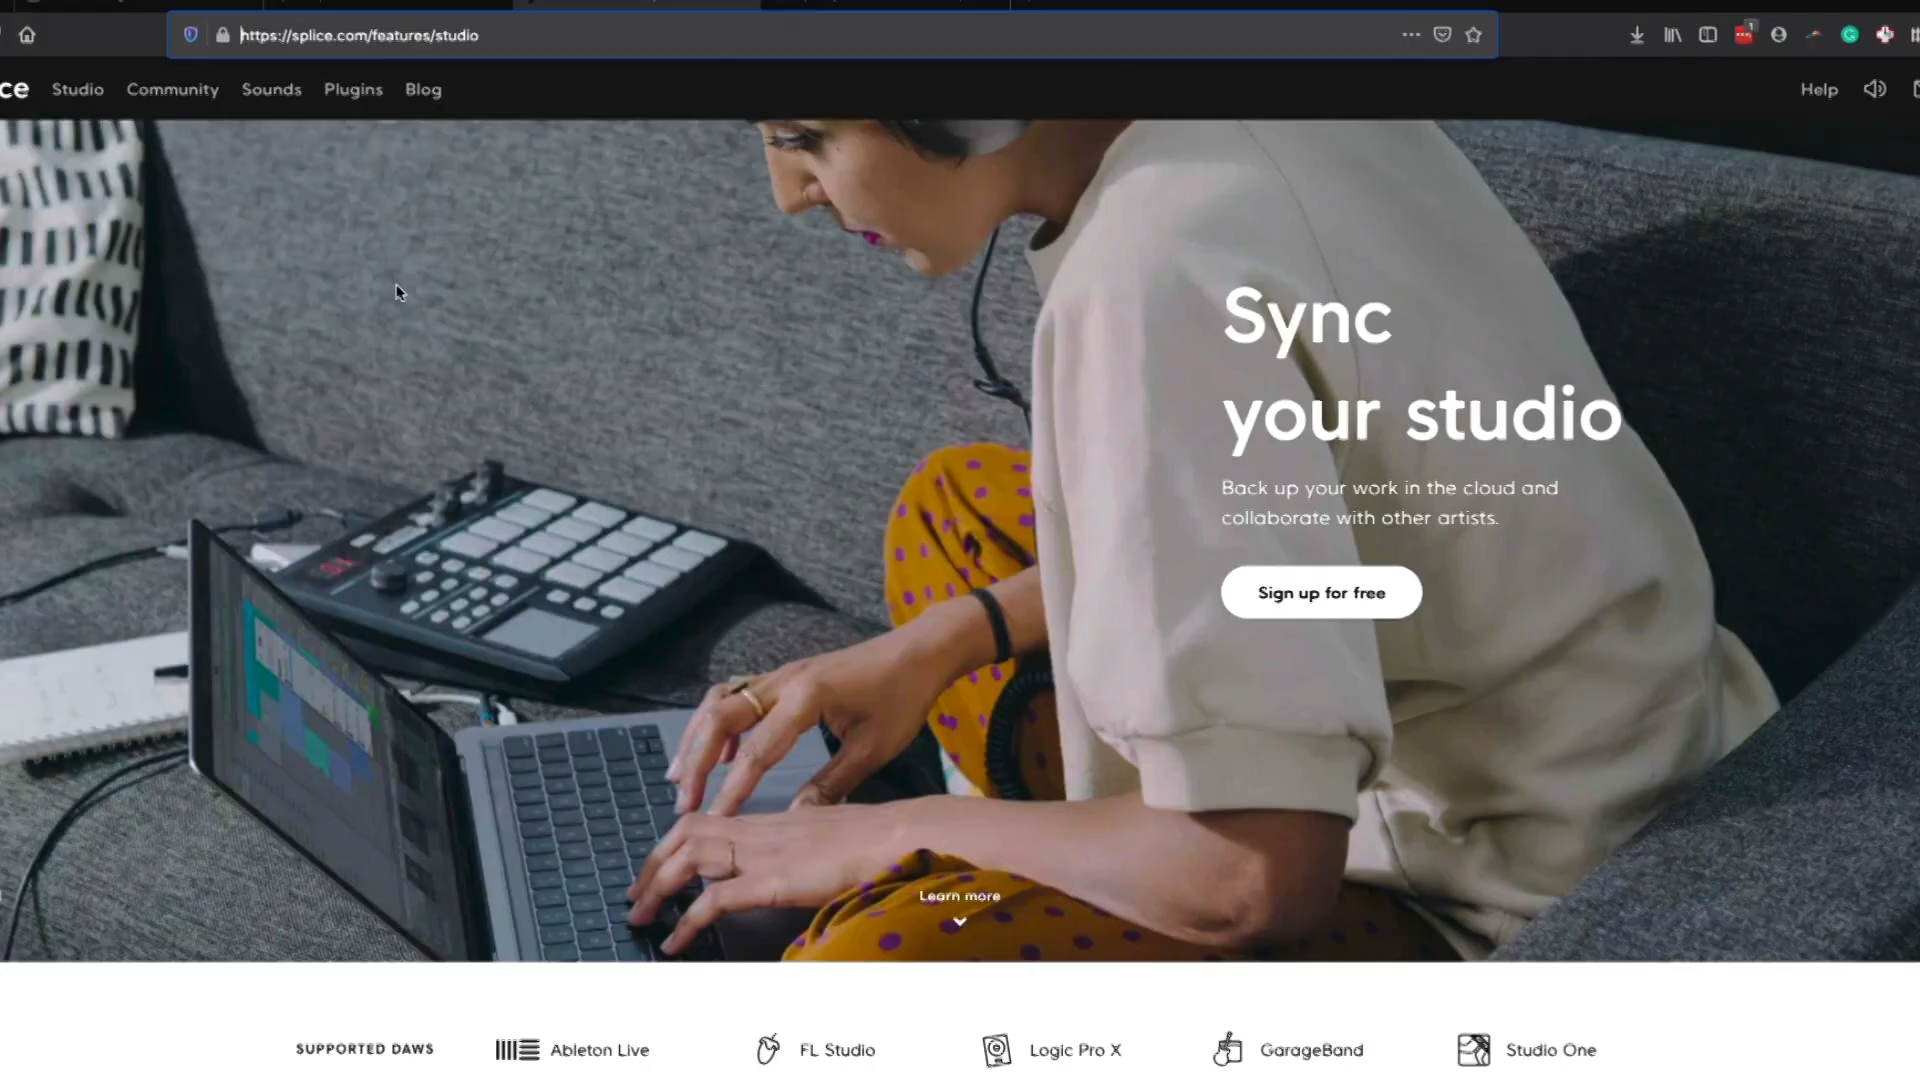 https://splice.com/features/studio
ce Studio Community Sounds Plugins Blog Help
Sync
your studio
Back up your work in the cloud and
collaborate with other artists.
Sign up for free
Learn more
SUPPORTED DAWS Ableton Live FL Studio Logic Pro X GarageBand Studio One